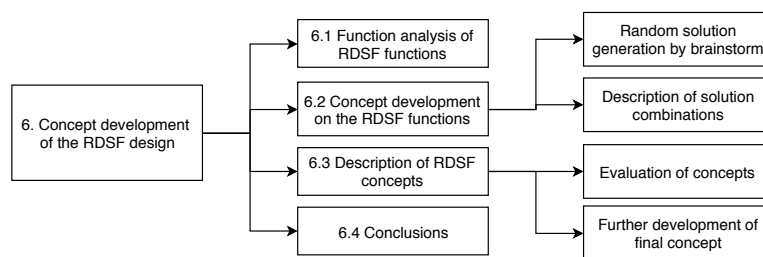 6. Concept development
of the RDSF design
6.1 Function analysis of
RDSF functions
6.2 Concept development
on the RDSF functions
6.3 Description of RDSF
concepts
6.4 Conclusions
Random solution
generation by brainstorm
Description of solution
combinations
Evaluation of concepts
Further development of
final concept